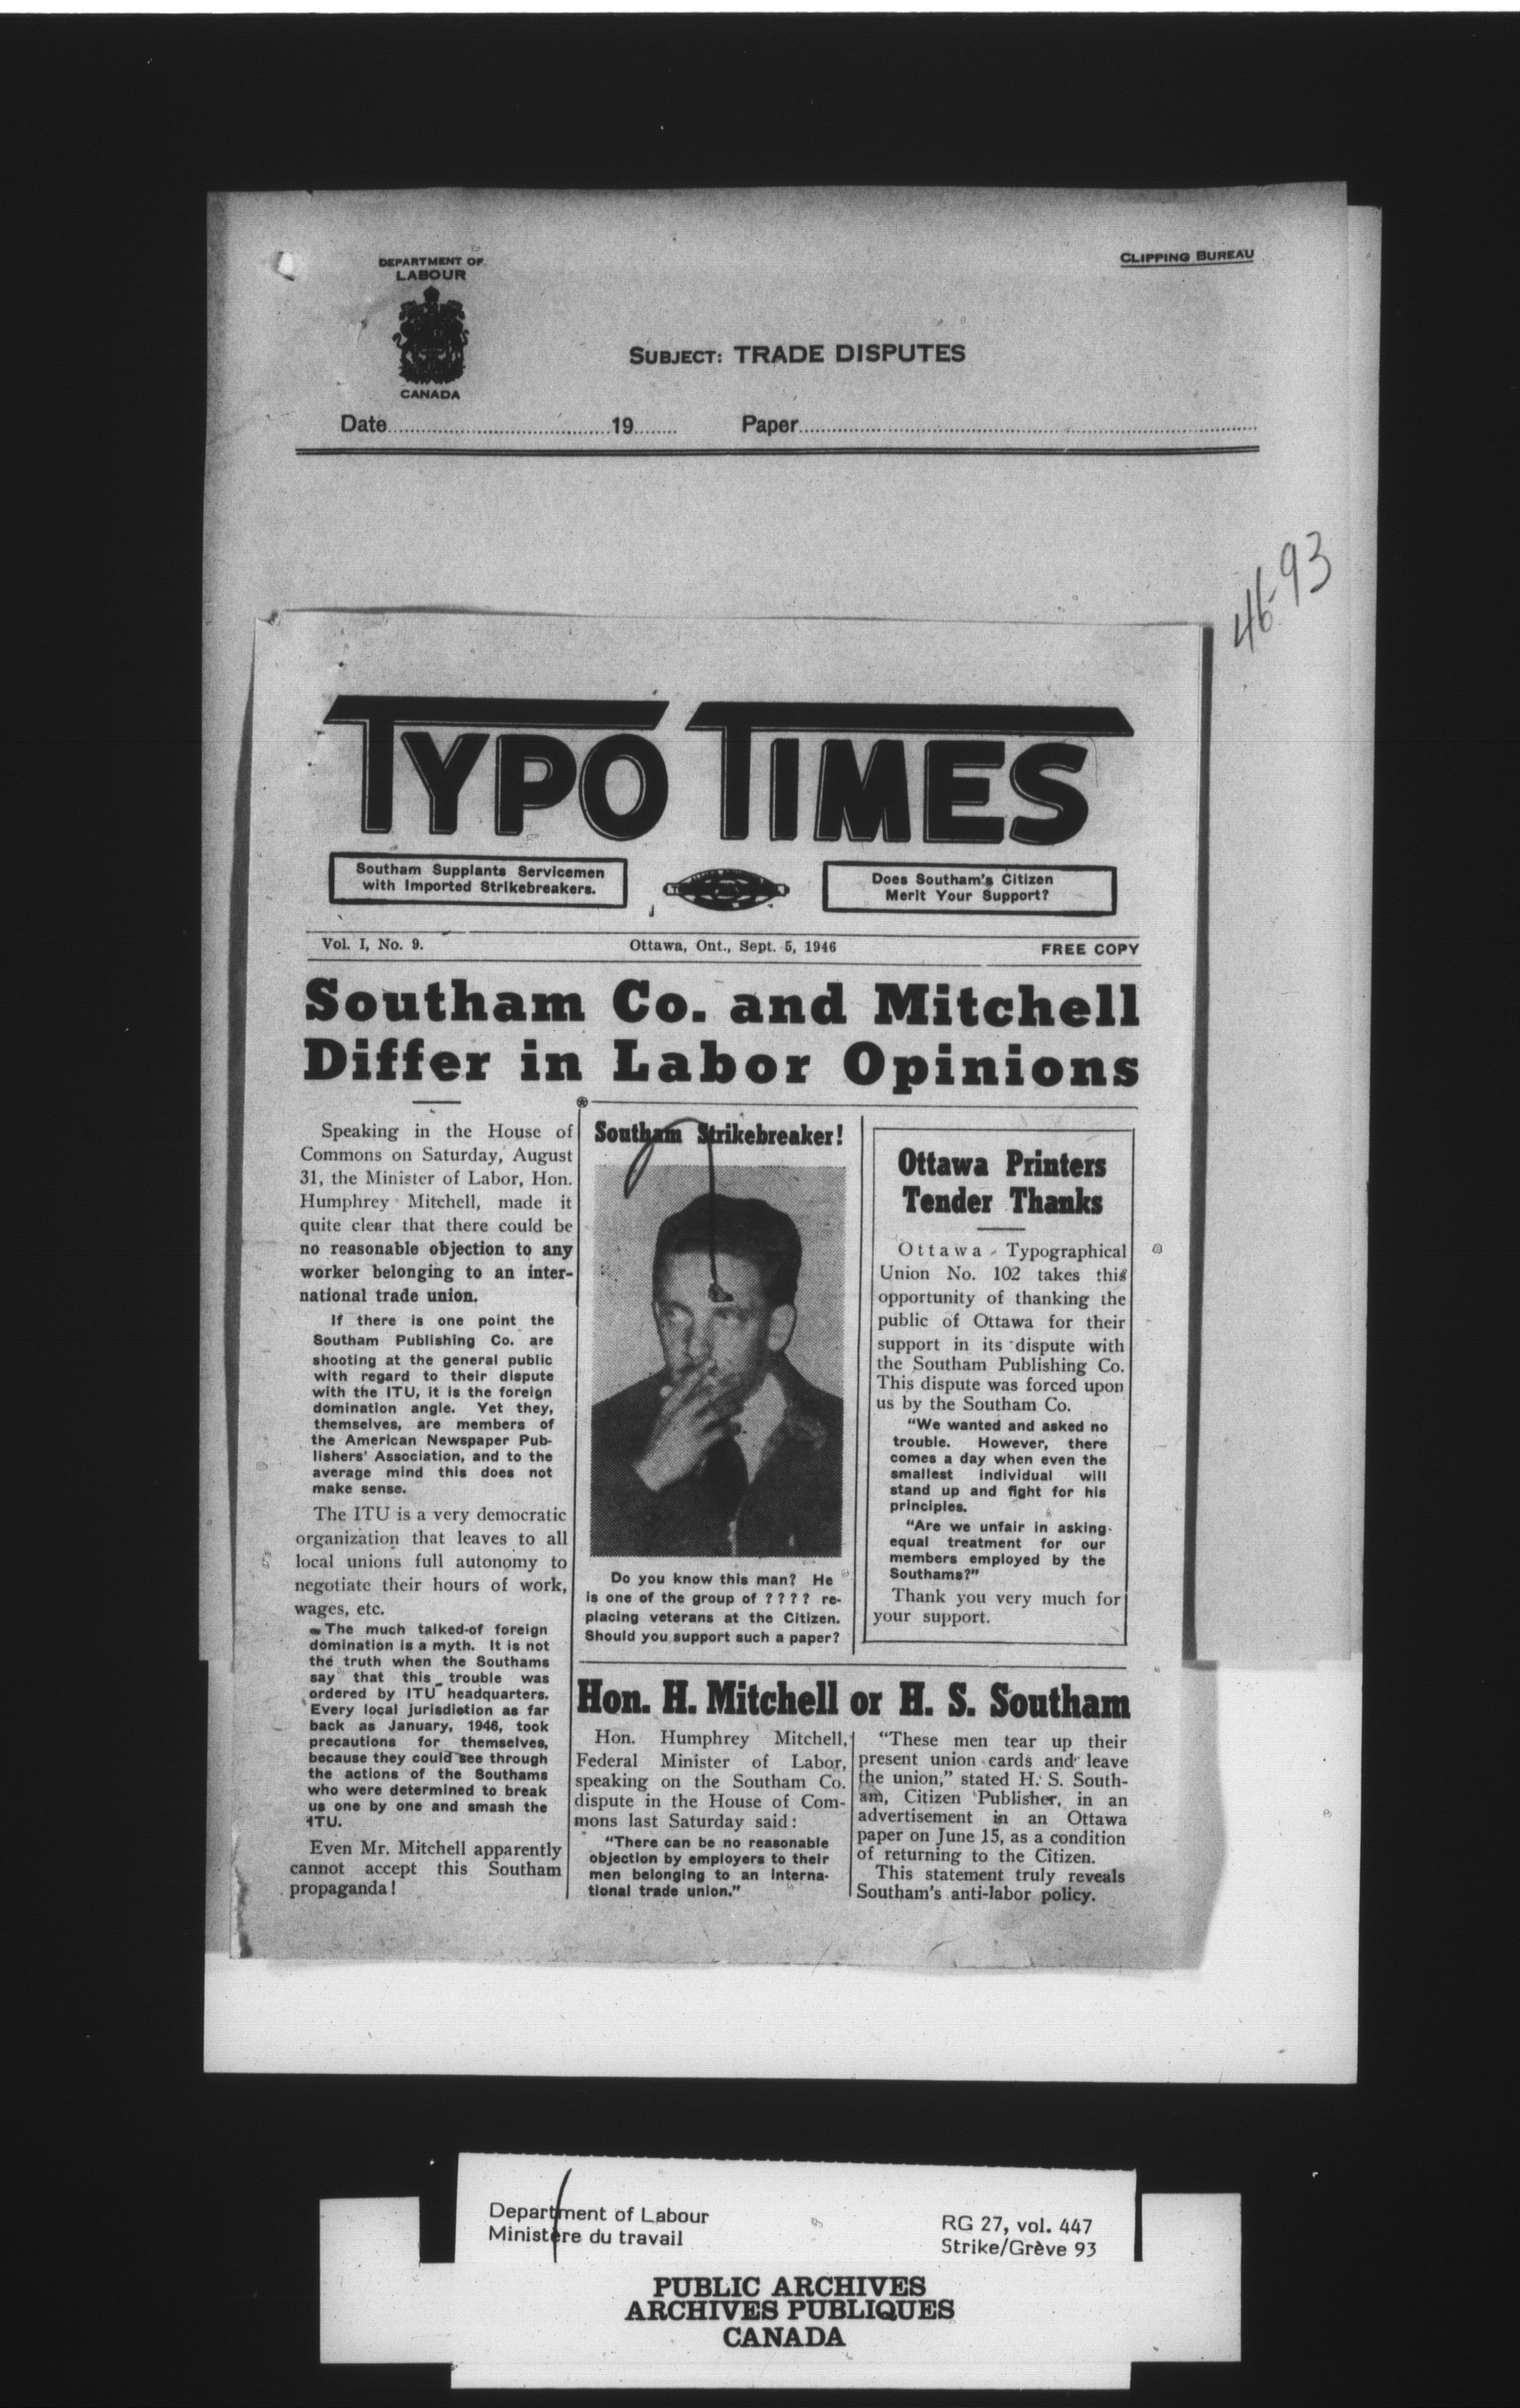 DEPARTMENT OF
LABOUR
CANADA
CLIPPING BUREAU
SUBJECT: TRADE DISPUTES
Date 19 Paper
46-93
TYPO TIMES
Southam Supplants Servicemen
with Imported Strikebreakers.
Does Southam's Citizen
Merit Your Support?
Vol. I, No. 9. Ottawa, Ont., Sept. 5, 1946 FREE COPY
Southam Co. and Mitchell
Differ in Labor Opinions
Speaking in the House of
Commons on Saturday, August
31, the Minister of Labor, Hon.
Humphrey Mitchell, made it
quite clear that there could be
no reasonable objection to any
worker belonging to an inter-
national trade union.
If there is one point the
Southam Publishing Co. are
shooting at the general public
with regard to their dispute
with the ITU, it is the foreign
domination angle. Yet they,
themselves, are members of
the American Newspaper Pub-
lishers' Association, and to the
average mind this does not
make sense.
The ITU is a very democratic
organization that leaves to all
local unions full autonomy to
negotiate their hours of work,
wages, etc.
The much talked-of foreign
domination is a myth. It is not
the truth when the Southams
say that this trouble was
ordered by ITU headquarters.
Every local jurisdiction as far
back as January, 1946, took
precautions for themselves,
because they could see through
the actions of the Southams
who were determined to break
us one by one and smash the
ITU.
Even Mr. Mitchell apparently
cannot accept this Southam
propaganda!
Southam Strikebreaker!
Do you know this man? He
is one of the group of ? ? ? ? re-
placing veterans at the Citizen.
Should you support such a paper?
Ottawa Printers
Tender Thanks
Ottawa Typographical
Union No. 102 takes this
opportunity of thanking the
public of Ottawa for their
support in its dispute with
the Southam Publishing Co.
This dispute was forced upon
us by the Southam Co.
"We wanted and asked no
trouble. However, there
comes a day when even the
smallest individual will
stand up and fight for his
principles.
"Are we unfair in asking
equal treatment for our
members employed by the
Southams?"
Thank you very much for
your support.
Hon. H. Mitchell or H. S. Southam
Hon. Humphrey Mitchell,
Federal Minister of Labor,
speaking on the Southam Co.
dispute in the House of Com-
mons last Saturday said:
"There can be no reasonable
objection by employers to their
men belonging to an interna-
tional trade union."
"These men tear up their
present union cards and leave
the union," stated H. S. South-
am, Citizen Publisher, in an
advertisement in an Ottawa
paper on June 15, as a condition
of returning to the Citizen.
This statement truly reveals
Southam's anti-labor policy.
Department of Labour
Ministère du travail
RG 27, vol. 447
Strike/Grève 93
PUBLIC ARCHIVES
ARCHIVES PUBLIQUES
CANADA